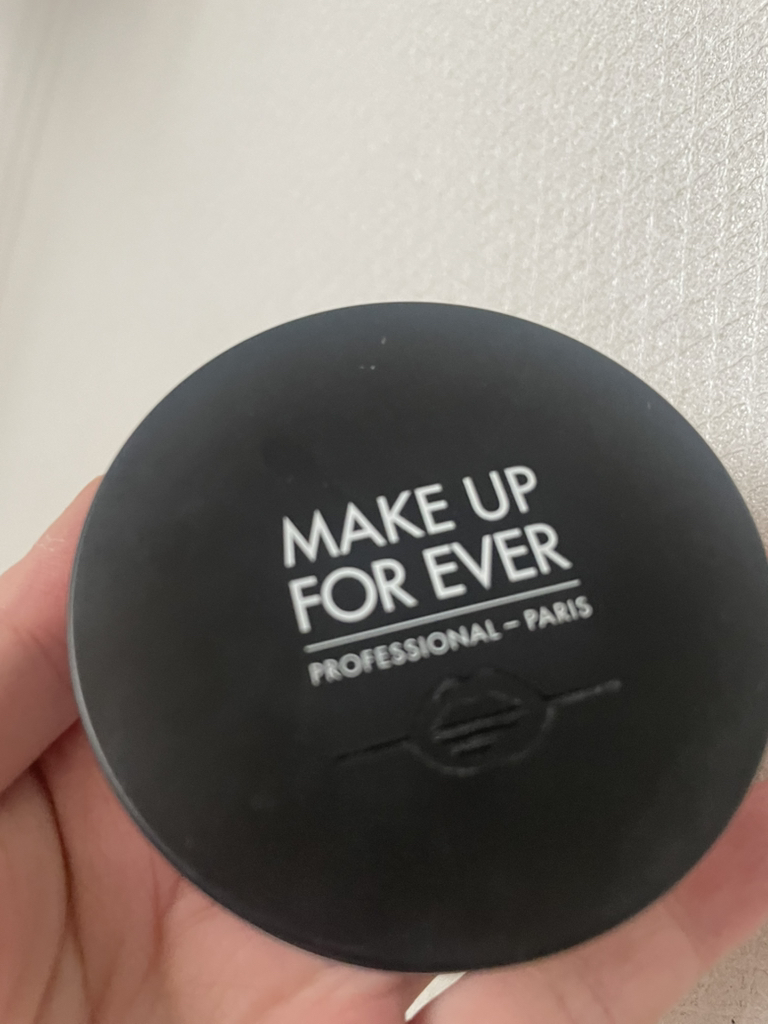 MAKE UP
FOR EVER
PROFESSIONAL – PARIS